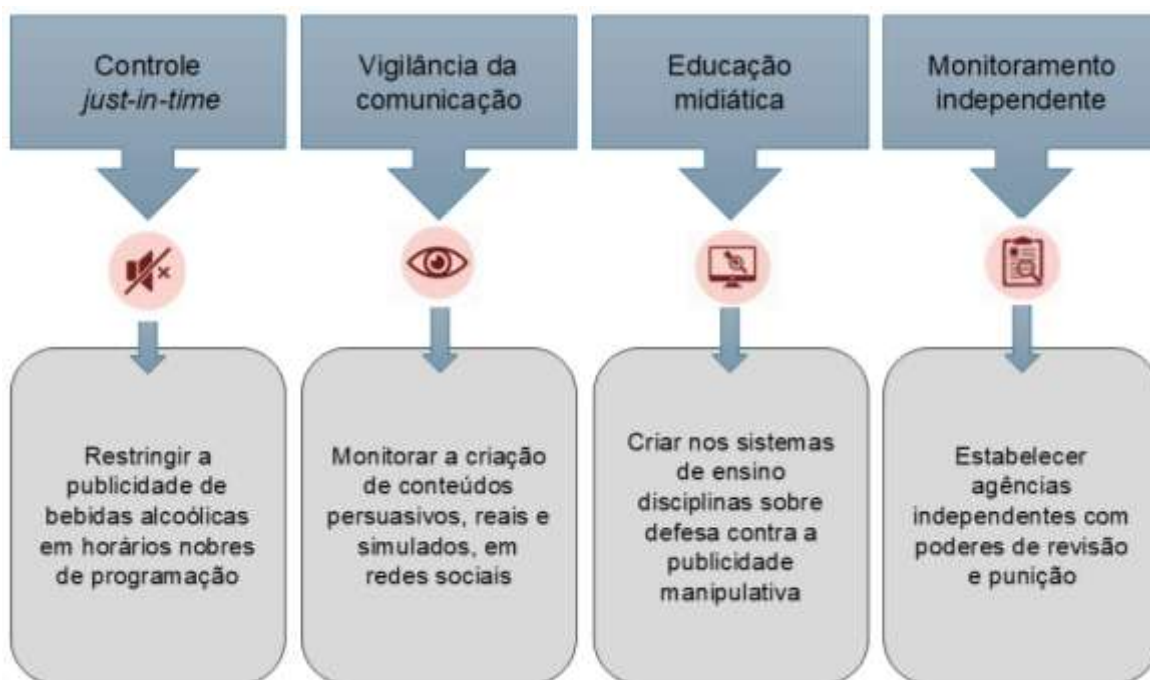 Controle
just-in-time
Vigilância da
comunicação
Educação
midiática
Monitoramento
independente
Restringir a
publicidade de
bebidas alcoólicas
em horários nobres
de programação
Monitorar a criação
de conteúdos
persuasivos, reais e
simulados, em
redes sociais
Criar nos sistemas
de ensino
disciplinas sobre
defesa contra a
publicidade
manipulativa
Estabelecer
agências
independentes com
poderes de revisão
e punição